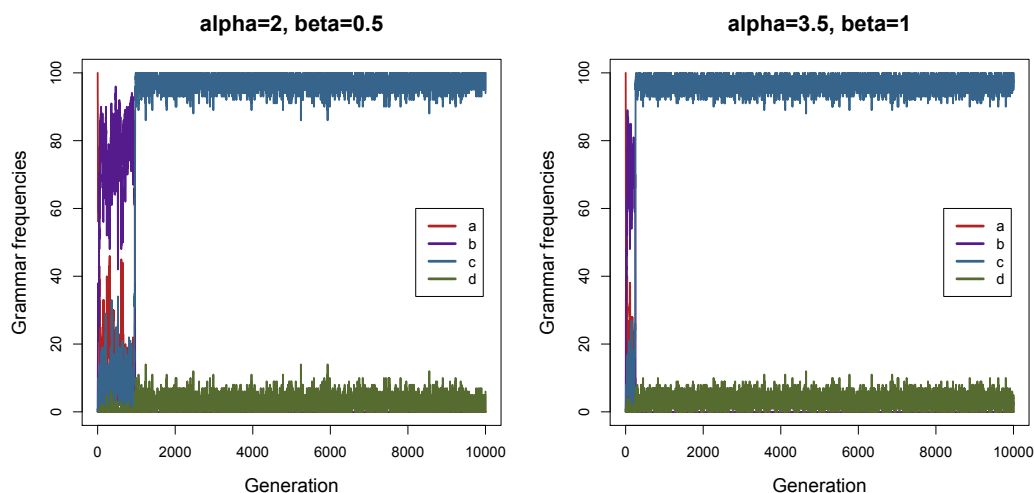 alpha=2, beta=0.5
Grammar frequencies
100
80
60
40
20
0
a
b
c
d
0 2000 4000 6000 8000 10000
Generation
alpha=3.5, beta=1
Grammar frequencies
100
80
60
40
20
0
a
b
c
d
0 2000 4000 6000 8000 10000
Generation